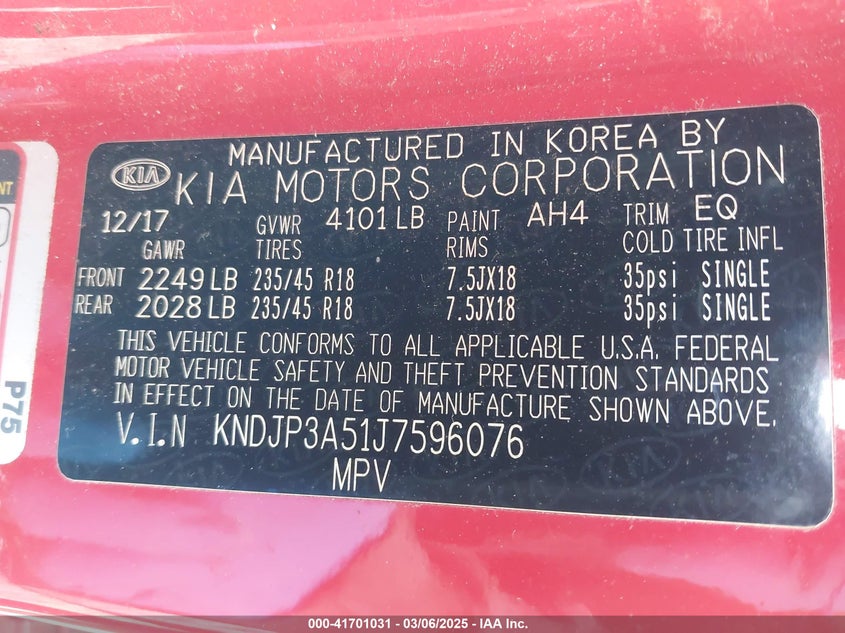 MANUFACTURED IN KOREA BY
KIA KIA MOTORS CORPORATION
12/17 GVWR 4101 LB PAINT AH4 TRIM EQ
GAWR TIRES RIMS COLD TIRE INFL
FRONT 2249 LB 235/45 R18 7.5JX18 35psi SINGLE
REAR 2028 LB 235/45 R18 7.5JX18 35psi SINGLE
THIS VEHICLE CONFORMS TO ALL APPLICABLE U.S.A. FEDERAL
MOTOR VEHICLE SAFETY AND THEFT PREVENTION STANDARDS
IN EFFECT ON THE DATE OF MANUFACTURE SHOWN ABOVE.
V.I.N KNDJP3A51J7596076
MPV
P75
000-41701031 - 03/06/2025 - IAA Inc.